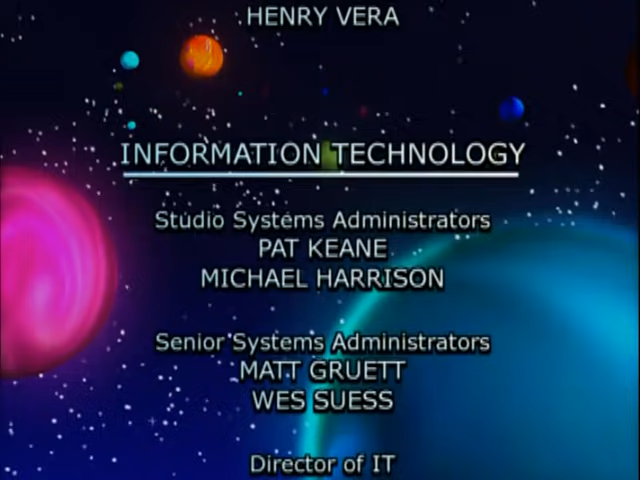 HENRY VERA
INFORMATION TECHNOLOGY
Studio Systems Administrators
PAT KEANE
MICHAEL HARRISON
Senior Systems Administrators
MATT GRUETT
WES SUESS
Director of IT